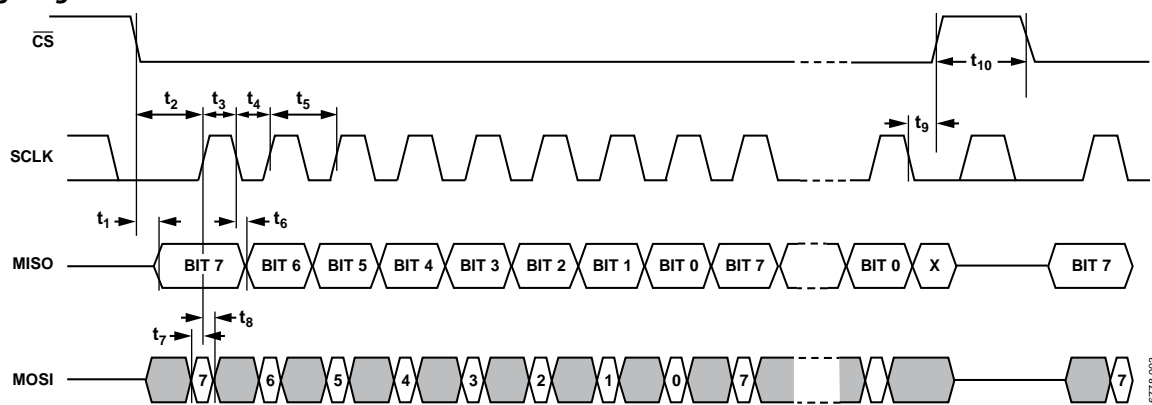 CS
t10
t2 t3 t4 t5
t9
SCLK
t1 t6
MISO BIT 7 BIT 6 BIT 5 BIT 4 BIT 3 BIT 2 BIT 1 BIT 0 BIT 7 BIT 0 X BIT 7
t8
t7
MOSI 7 6 5 4 3 2 1 0 7 7